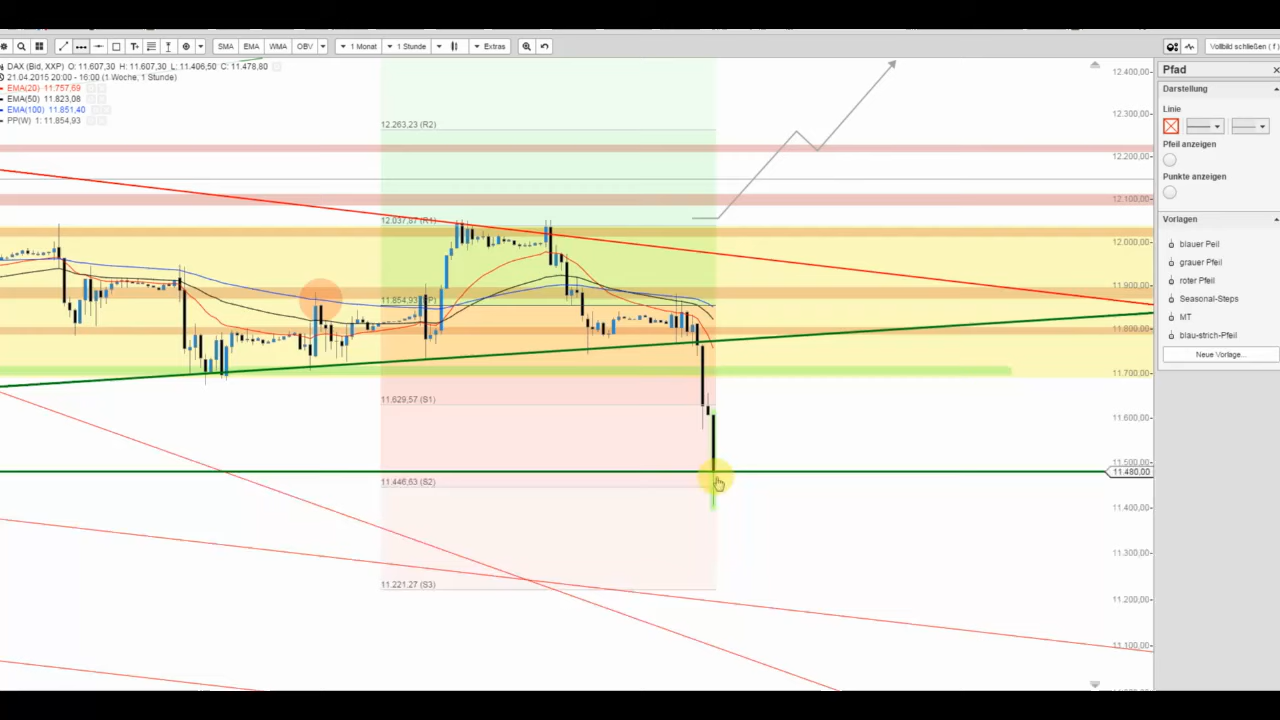 SMA EMA WMA OBV 1 Monat 1 Stunde Extras Vollbild schließen ( f )
DAX (Bid, XXP) O: 11.607,30 H: 11.607,30 L: 11.406,50 C: 11.478,80
21.04.2015 20:00 - 16:00 (1 Woche, 1 Stunde)
EMA(20) 11.757,69
EMA(50) 11.823,08
EMA(100) 11.851,40
PP(W) 1: 11.854,93
12.263,23 (R2)
12.037,87 (R1)
11.854,93 (PP)
11.629,57 (S1)
11.446,63 (S2)
11.221,27 (S3)
12.400,00
12.300,00
12.200,00
12.100,00
12.000,00
11.900,00
11.800,00
11.700,00
11.600,00
11.500,00
11.480,00
11.400,00
11.300,00
11.200,00
11.100,00
Pfad
Darstellung
Linie
Pfeil anzeigen
Punkte anzeigen
Vorlagen
blauer Peil
grauer Pfeil
roter Pfeil
Seasonal-Steps
MT
blau-strich-Pfeil
Neue Vorlage...